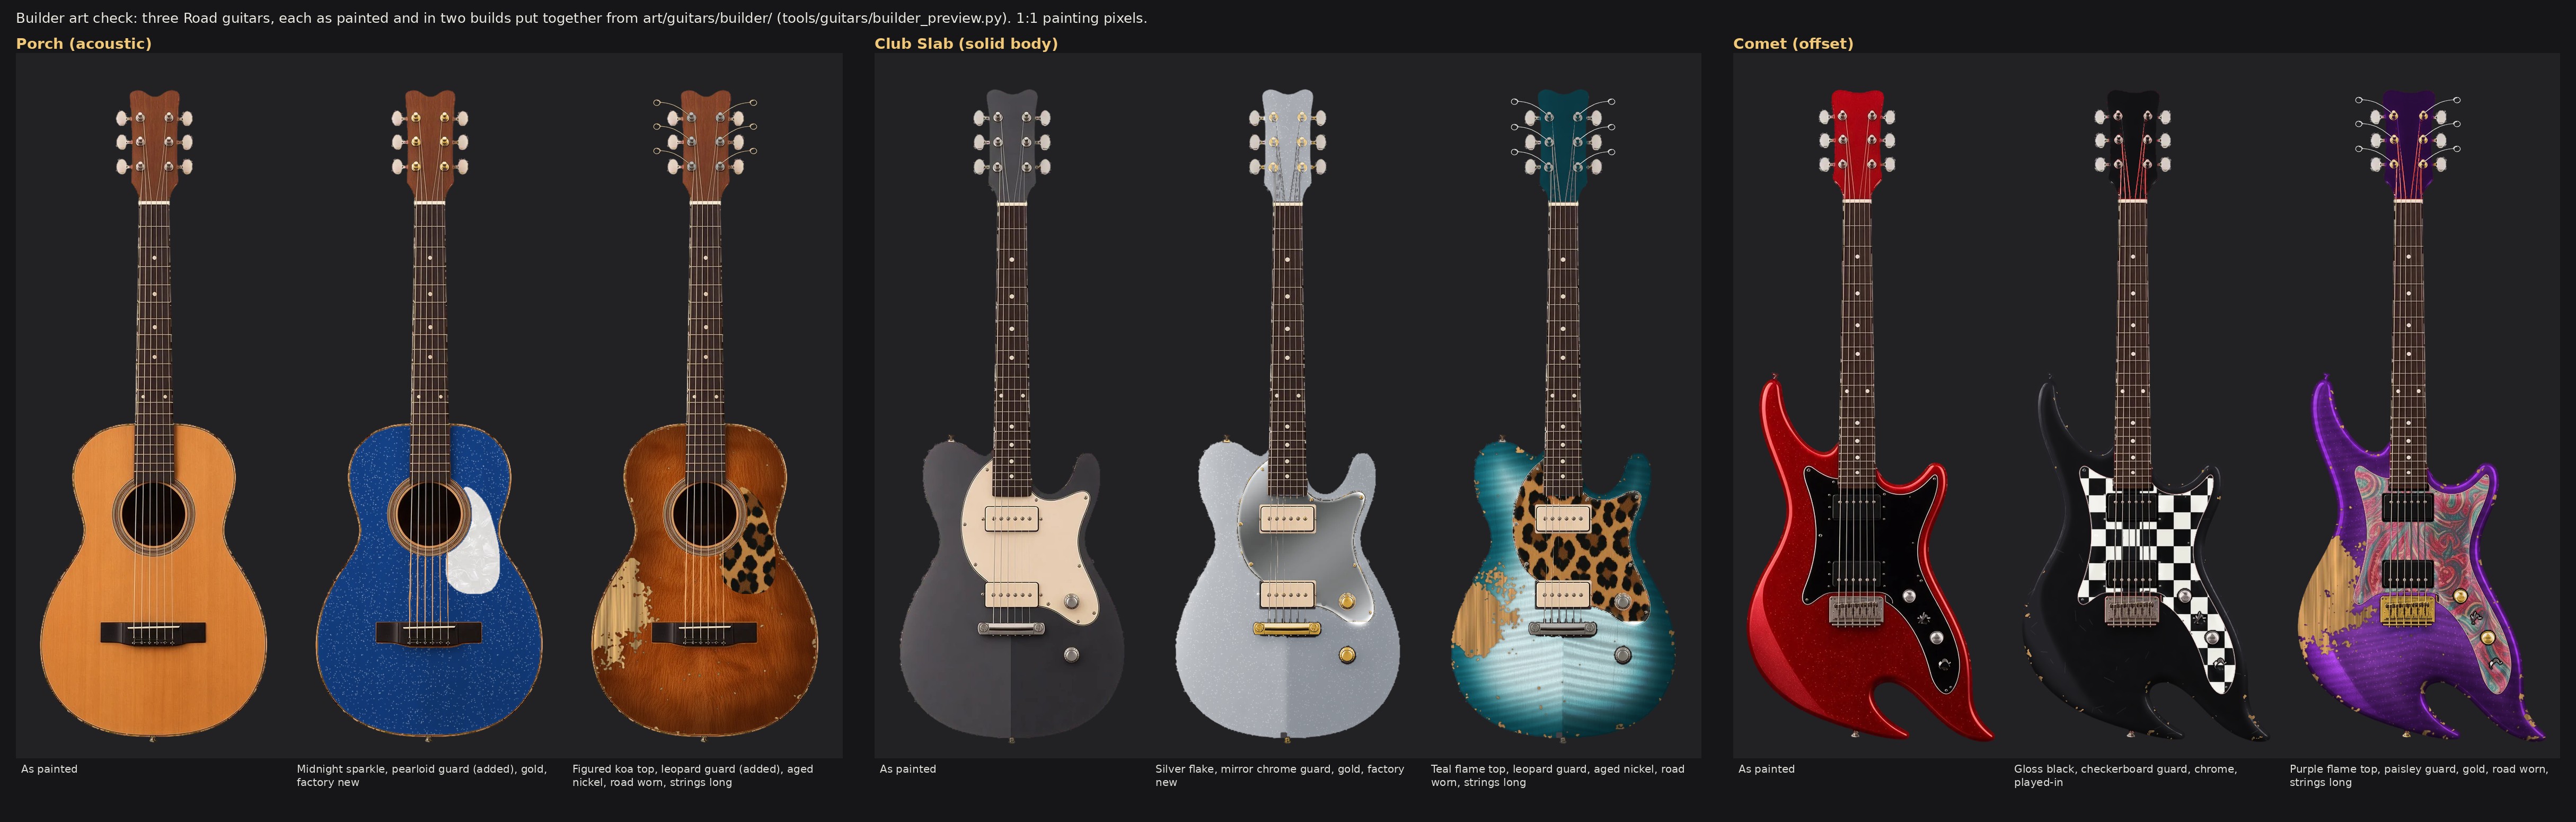 Builder art check: three Road guitars, each as painted and in two builds put together from art/guitars/builder/ (tools/guitars/builder_preview.py). 1:1 painting pixels.
Porch (acoustic)
As painted
Midnight sparkle, pearloid guard (added), gold,
factory new
Figured koa top, leopard guard (added), aged
nickel, road worn, strings long
Club Slab (solid body)
As painted
Silver flake, mirror chrome guard, gold, factory
new
Teal flame top, leopard guard, aged nickel, road
worn, strings long
Comet (offset)
As painted
Gloss black, checkerboard guard, chrome,
played-in
Purple flame top, paisley guard, gold, road worn,
strings long